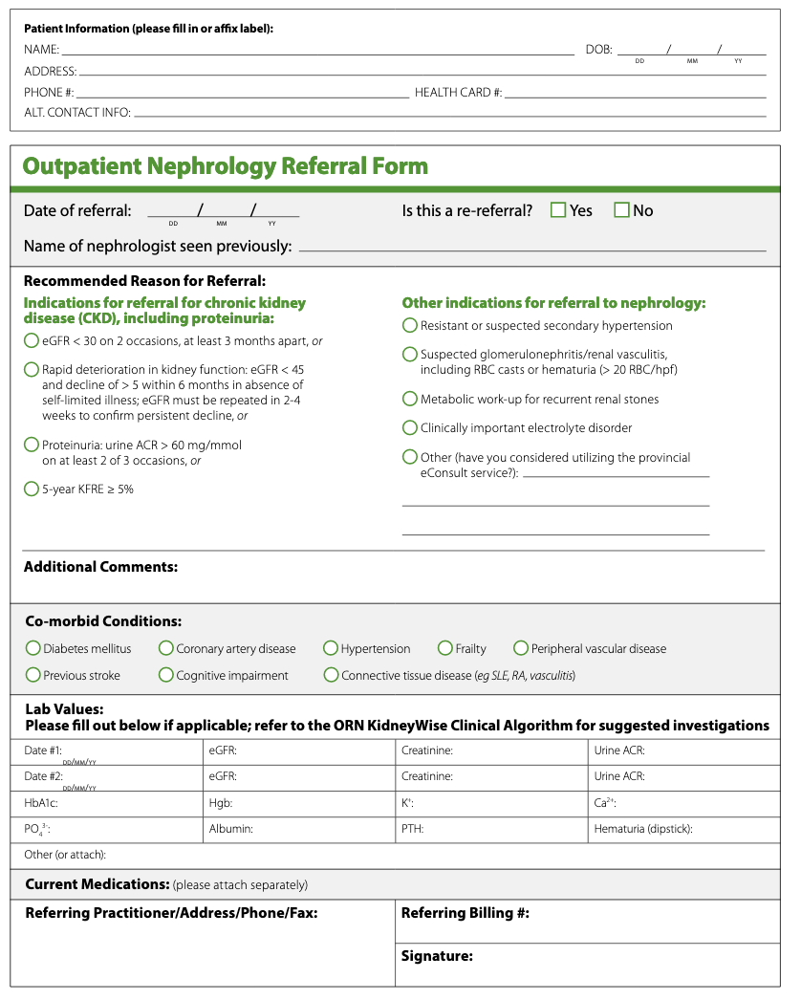 Patient Information (please fill in or affix label):
NAME: DOB: / /
DD MM YY
ADDRESS:
PHONE #: HEALTH CARD #:
ALT. CONTACT INFO:
Outpatient Nephrology Referral Form
Date of referral: / / Is this a re-referral? Yes No
DD MM YY
Name of nephrologist seen previously:
Recommended Reason for Referral:
Indications for referral for chronic kidney
disease (CKD), including proteinuria:
eGFR < 30 on 2 occasions, at least 3 months apart, or
Rapid deterioration in kidney function: eGFR < 45
and decline of > 5 within 6 months in absence of
self-limited illness; eGFR must be repeated in 2-4
weeks to confirm persistent decline, or
Proteinuria: urine ACR > 60 mg/mmol
on at least 2 of 3 occasions, or
5-year KFRE ≥ 5%
Other indications for referral to nephrology:
Resistant or suspected secondary hypertension
Suspected glomerulonephritis/renal vasculitis,
including RBC casts or hematuria (> 20 RBC/hpf)
Metabolic work-up for recurrent renal stones
Clinically important electrolyte disorder
Other (have you considered utilizing the provincial
eConsult service?):
Additional Comments:
Co-morbid Conditions:
Diabetes mellitus Coronary artery disease Hypertension Frailty Peripheral vascular disease
Previous stroke Cognitive impairment Connective tissue disease (eg SLE, RA, vasculitis)
Lab Values:
Please fill out below if applicable; refer to the ORN KidneyWise Clinical Algorithm for suggested investigations
Date #1: eGFR: Creatinine: Urine ACR:
DD/MM/YY
Date #2: eGFR: Creatinine: Urine ACR:
DD/MM/YY
HbA1c: Hgb: K⁺: Ca²⁺:
PO₄³⁻: Albumin: PTH: Hematuria (dipstick):
Other (or attach):
Current Medications: (please attach separately)
Referring Practitioner/Address/Phone/Fax: Referring Billing #:
Signature: